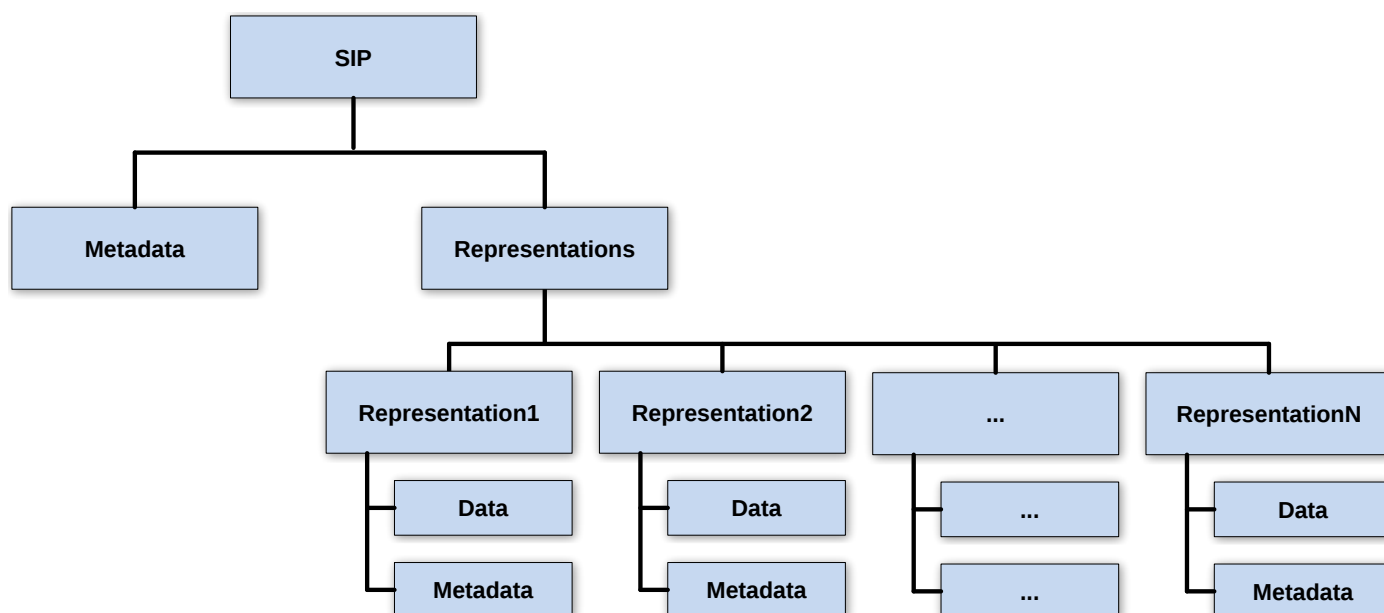 SIP
Metadata
Representations
Representation1
Representation2
...
RepresentationN
Data
Data
...
Data
Metadata
Metadata
...
Metadata